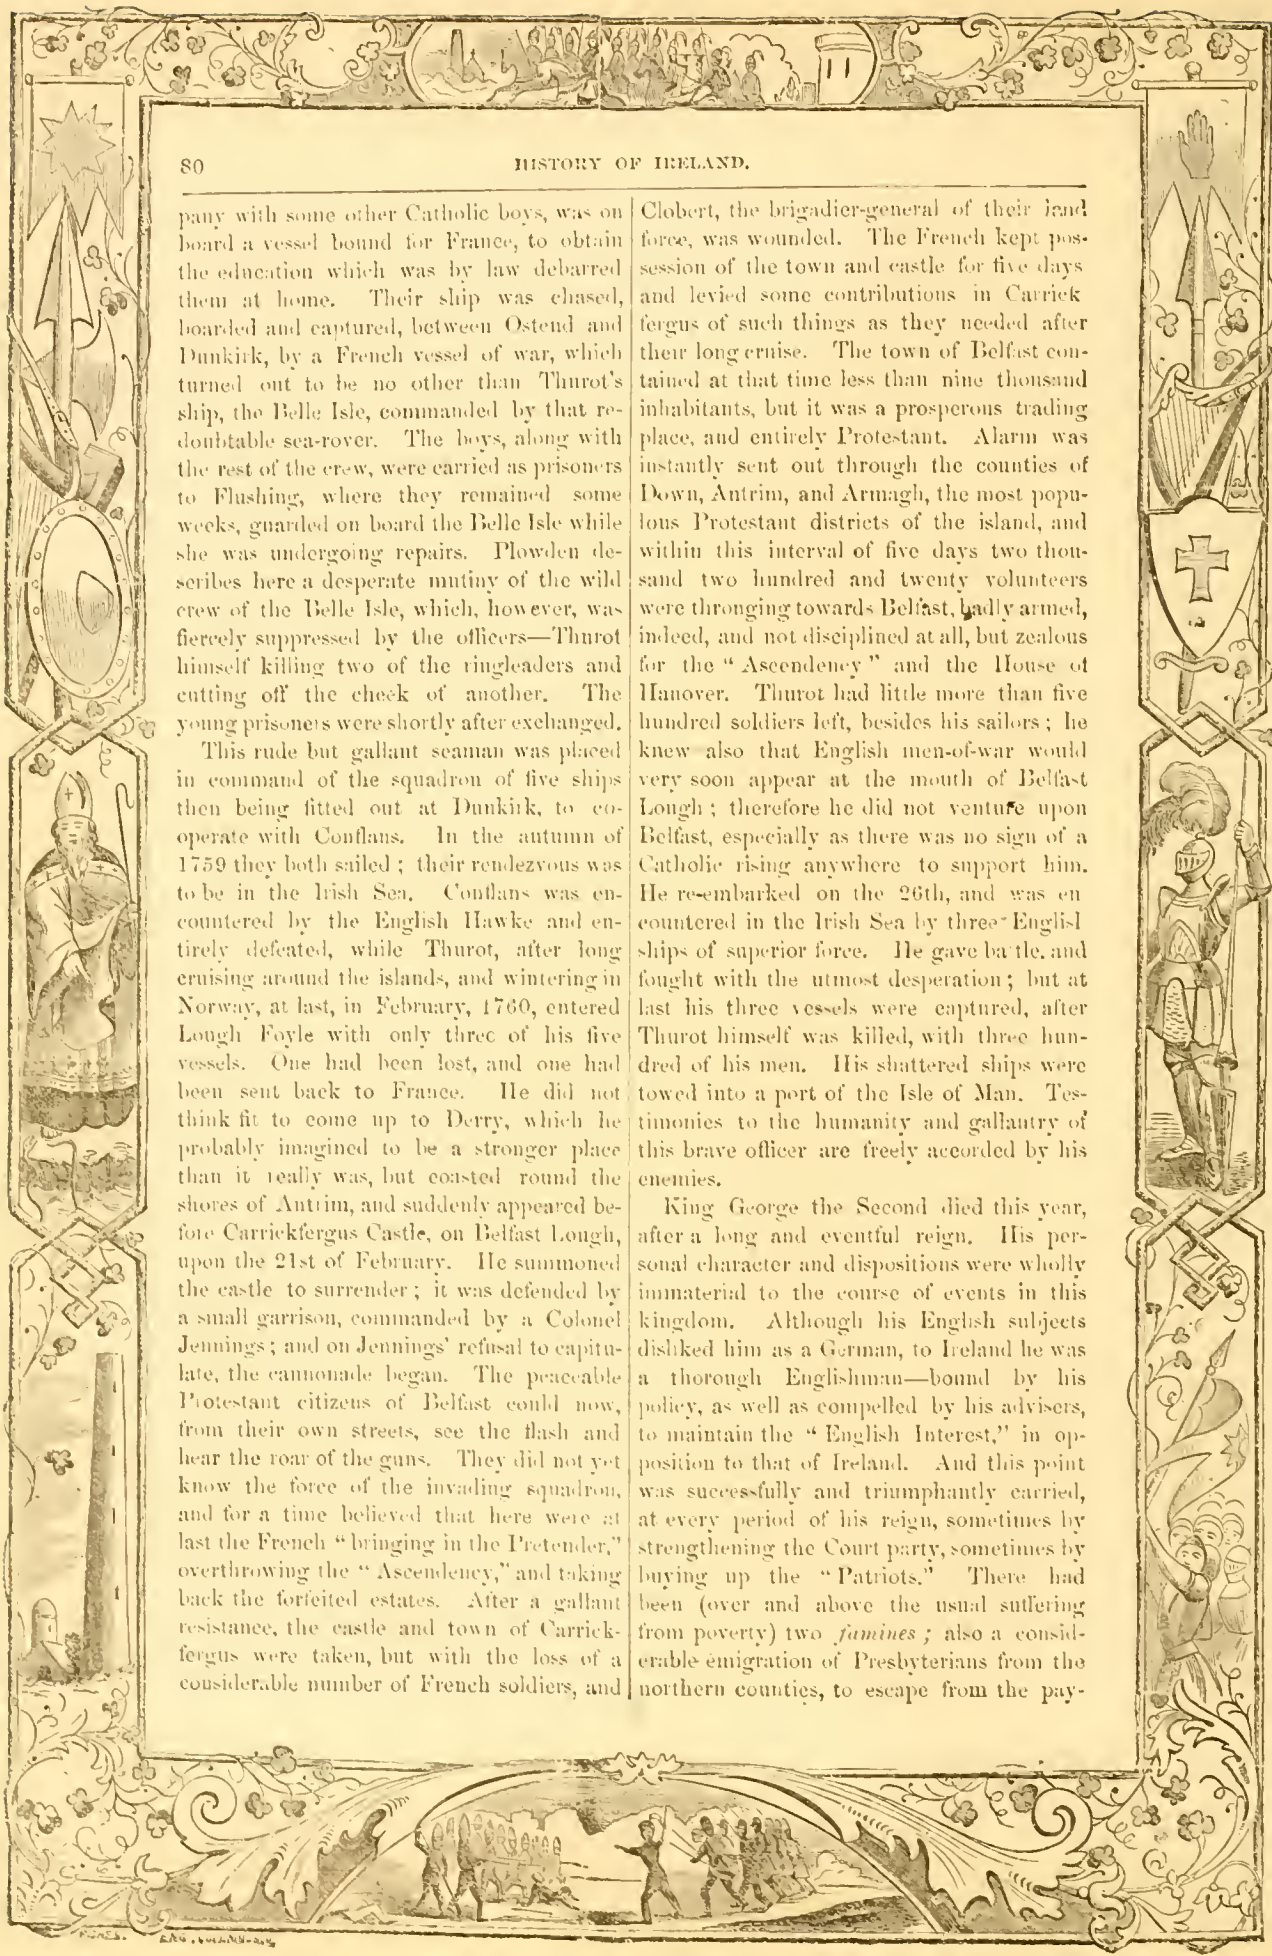 80
HISTORY OF IRELAND.
pany with some other Catholic boys, was on
board a vessel bound for France, to obtain
the education which was by law debarred
them at home. Their ship was chased,
boarded and captured, between Ostend and
Dunkirk, by a French vessel of war, which
turned out to be no other than Thurot's
ship, the Belle Isle, commanded by that re-
doubtable sea-rover. The boys, along with
the rest of the crew, were carried as prisoners
to Flushing, where they remained some
weeks, guarded on board the Belle Isle while
she was undergoing repairs. Plowden de-
scribes here a desperate mutiny of the wild
crew of the Belle Isle, which, however, was
fiercely suppressed by the officers—Thurot
himself killing two of the ringleaders and
cutting off the cheek of another. The
young prisoners were shortly after exchanged.
This rude but gallant seaman was placed
in command of the squadron of five ships
then being fitted out at Dunkirk, to co-
operate with Conflans. In the autumn of
1759 they both sailed; their rendezvous was
to be in the Irish Sea. Conflans was en-
countered by the English Hawke and en-
tirely defeated, while Thurot, after long
cruising around the islands, and wintering in
Norway, at last, in February, 1760, entered
Lough Foyle with only three of his five
vessels. One had been lost, and one had
been sent back to France. He did not
think fit to come up to Derry, which he
probably imagined to be a stronger place
than it really was, but coasted round the
shores of Antrim, and suddenly appeared be-
fore Carrickfergus Castle, on Belfast Lough,
upon the 21st of February. He summoned
the castle to surrender; it was defended by
a small garrison, commanded by a Colonel
Jennings; and on Jennings' refusal to capitu-
late, the cannonade began. The peaceable
Protestant citizens of Belfast could now,
from their own streets, see the flash and
hear the roar of the guns. They did not yet
know the force of the invading squadron,
and for a time believed that here were at
last the French "bringing in the Pretender,"
overthrowing the "Ascendency," and taking
back the forfeited estates. After a gallant
resistance, the castle and town of Carrick-
fergus were taken, but with the loss of a
considerable number of French soldiers, and
Clobert, the brigadier-general of their land
force, was wounded. The French kept pos-
session of the town and castle for five days
and levied some contributions in Carrick
fergus of such things as they needed after
their long cruise. The town of Belfast con-
tained at that time less than nine thousand
inhabitants, but it was a prosperous trading
place, and entirely Protestant. Alarm was
instantly sent out through the counties of
Down, Antrim, and Armagh, the most popu-
lous Protestant districts of the island, and
within this interval of five days two thou-
sand two hundred and twenty volunteers
were thronging towards Belfast, badly armed,
indeed, and not disciplined at all, but zealous
for the "Ascendency" and the House of
Hanover. Thurot had little more than five
hundred soldiers left, besides his sailors; he
knew also that English men-of-war would
very soon appear at the mouth of Belfast
Lough; therefore he did not venture upon
Belfast, especially as there was no sign of a
Catholic rising anywhere to support him.
He re-embarked on the 26th, and was en
countered in the Irish Sea by three English
ships of superior force. He gave battle, and
fought with the utmost desperation; but at
last his three vessels were captured, after
Thurot himself was killed, with three hun-
dred of his men. His shattered ships were
towed into a port of the Isle of Man. Tes-
timonies to the humanity and gallantry of
this brave officer are freely accorded by his
enemies.
King George the Second died this year,
after a long and eventful reign. His per-
sonal character and dispositions were wholly
immaterial to the course of events in this
kingdom. Although his English subjects
disliked him as a German, to Ireland he was
a thorough Englishman—bound by his
policy, as well as compelled by his advisers,
to maintain the "English Interest," in op-
position to that of Ireland. And this point
was successfully and triumphantly carried,
at every period of his reign, sometimes by
strengthening the Court party, sometimes by
buying up the "Patriots." There had
been (over and above the usual suffering
from poverty) two famines; also a consid-
erable emigration of Presbyterians from the
northern counties, to escape from the pay-